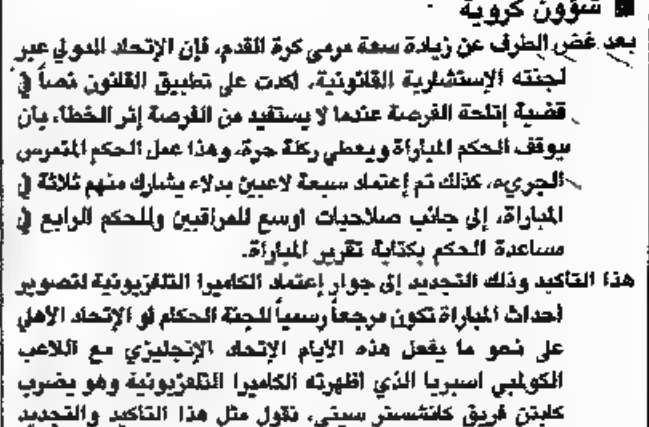 ■ شؤون كروية
بعد غض الطرف عن زيادة سعة مرمى كرة القدم، فإن الإتحاد الدولي عبر
لجنته الإستشارية القانونية، اكدت على تطبيق القانون نصاً في
قضية إتاحة الفرصة عندما لا يستفيد من الفرصة إثر الخطأ، بأن
يوقف الحكم المباراة ويعطي ركلة حرة، وهذا عمل الحكم المتمرس
الجريء، كذلك تم إعتماد سبعة لاعبين بدلاء يشارك منهم ثلاثة في
المباراة، إلى جانب صلاحيات اوسع للمراقبين وللحكم الرابع في
مساعدة الحكم بكتابة تقرير المباراة.
هذا التأكيد وذلك التجديد إلى جوار إعتماد الكاميرا التلفزيونية لتصوير
احداث المباراة تكون مرجعاً رسمياً للجنة الحكام او الإتحاد الأهلي
على نحو ما يفعل هذه الأيام الإتحاد الإنجليزي مع اللاعب
الكولمبي اسبريا الذي اظهرته الكاميرا التلفزيونية وهو يضرب
كابتن فريق مانشستر سيتي، نقول مثل هذا التأكيد والتجديد